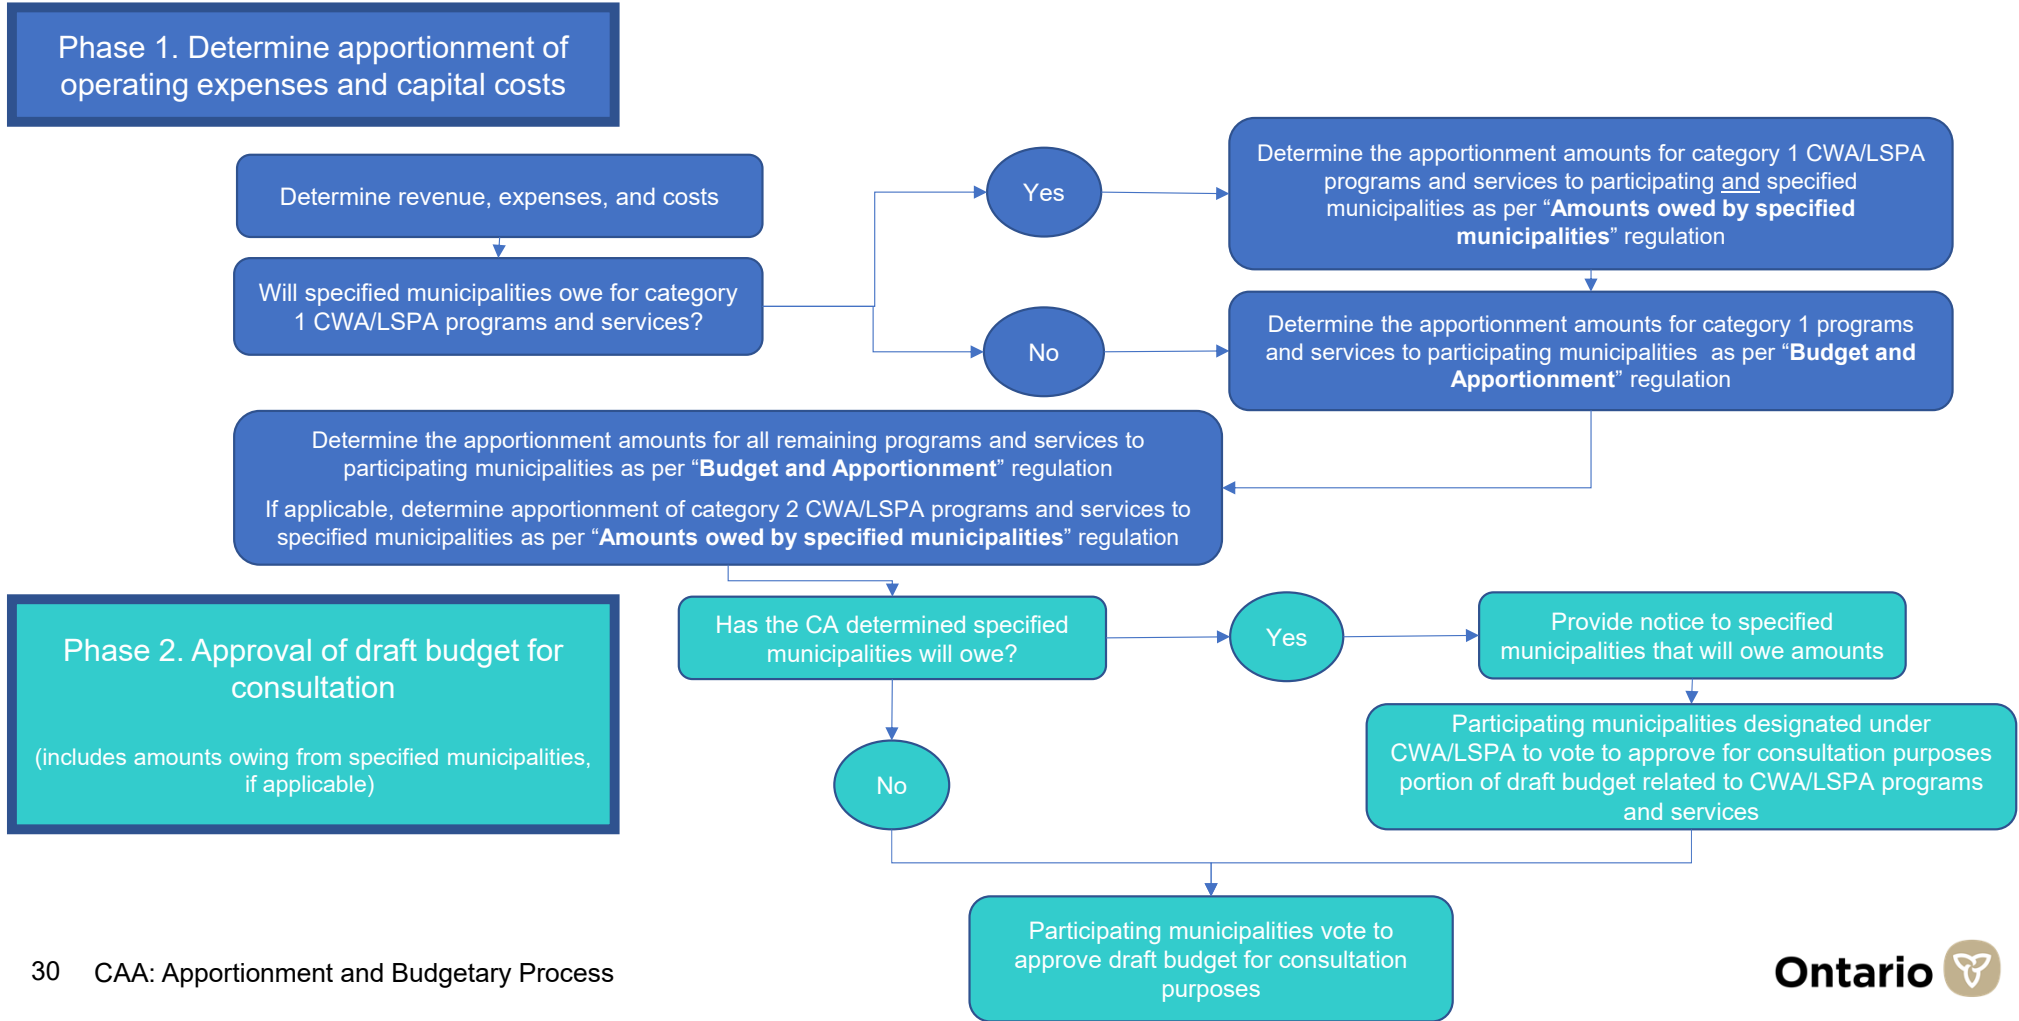 Phase 1. Determine apportionment of
operating expenses and capital costs
Determine revenue, expenses, and costs
Will specified municipalities owe for category
1 CWA/LSPA programs and services?
Yes
No
Determine the apportionment amounts for category 1 CWA/LSPA
programs and services to participating and specified
municipalities as per “Amounts owed by specified
municipalities” regulation
Determine the apportionment amounts for category 1 programs
and services to participating municipalities as per “Budget and
Apportionment” regulation
Determine the apportionment amounts for all remaining programs and services to
participating municipalities as per “Budget and Apportionment” regulation
If applicable, determine apportionment of category 2 CWA/LSPA programs and services to
specified municipalities as per “Amounts owed by specified municipalities” regulation
Phase 2. Approval of draft budget for
consultation
(includes amounts owing from specified municipalities,
if applicable)
Has the CA determined specified
municipalities will owe?
Yes
Provide notice to specified
municipalities that will owe amounts
Participating municipalities designated under
CWA/LSPA to vote to approve for consultation purposes
portion of draft budget related to CWA/LSPA programs
and services
No
Participating municipalities vote to
approve draft budget for consultation
purposes
30 CAA: Apportionment and Budgetary Process
Ontario